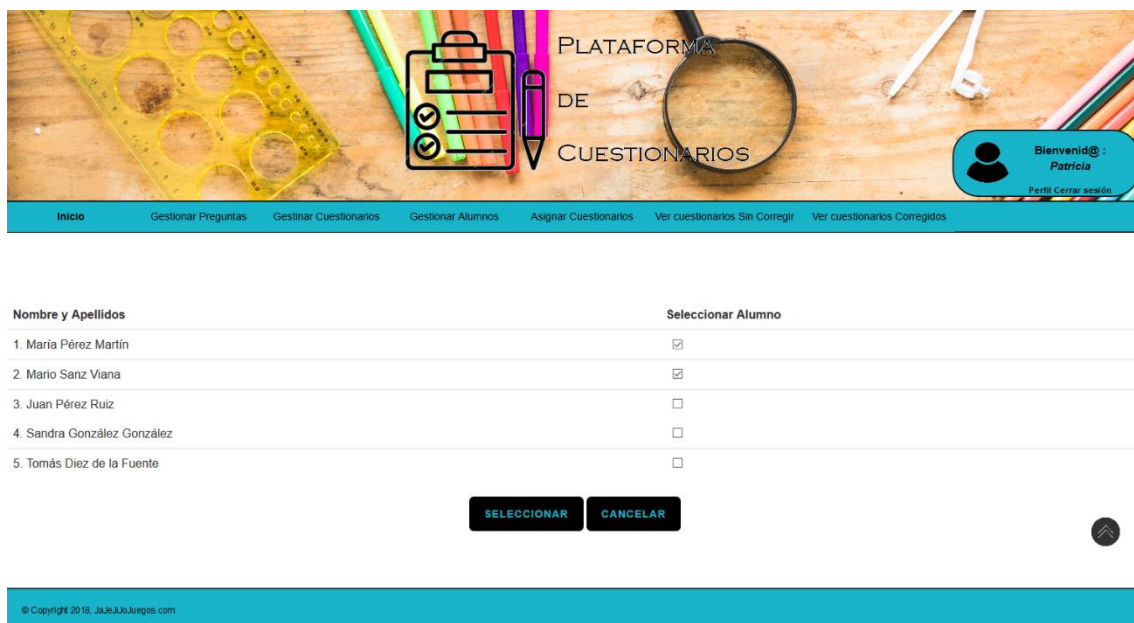 PLATAFORMA
DE
CUESTIONARIOS
Bienvenid@ :
Patricia
Perfil Cerrar sesión
Inicio Gestionar Preguntas Gestinar Cuestionarios Gestionar Alumnos Asignar Cuestionarios Ver cuestionarios Sin Corregir Ver cuestionarios Corregidos
Nombre y Apellidos Seleccionar Alumno
1. María Pérez Martín
2. Mario Sanz Viana
3. Juan Pérez Ruiz
4. Sandra González González
5. Tomás Diez de la Fuente
SELECCIONAR CANCELAR
© Copyright 2018, JaJeJiJoJuegos.com